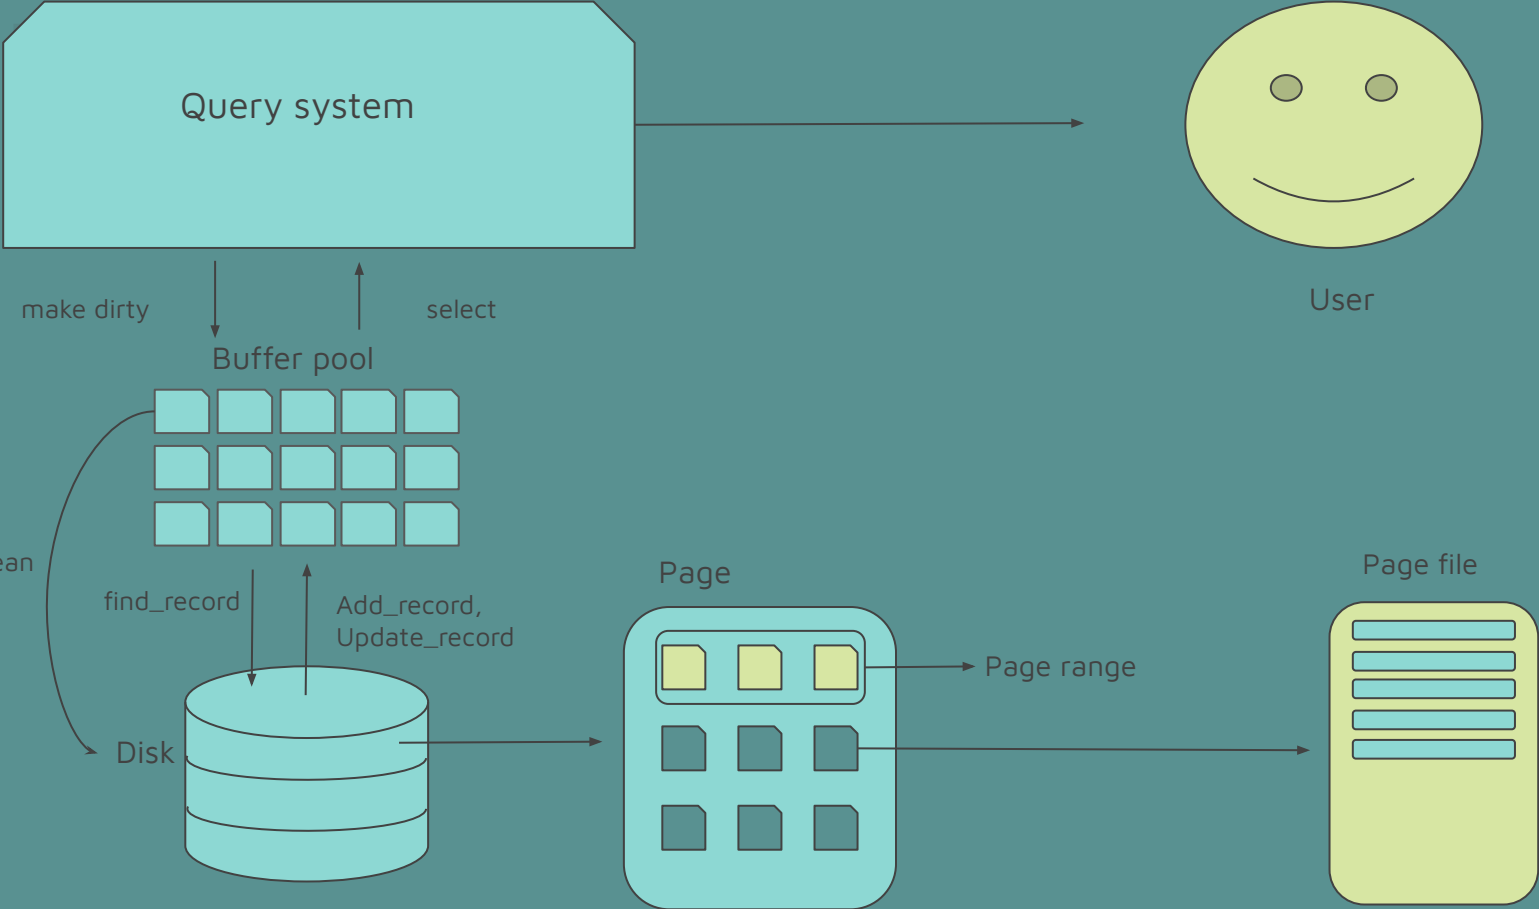 Query system
make dirty
select
User
Buffer pool
find_record
Add_record,
Update_record
Page
Page file
Page range
Disk